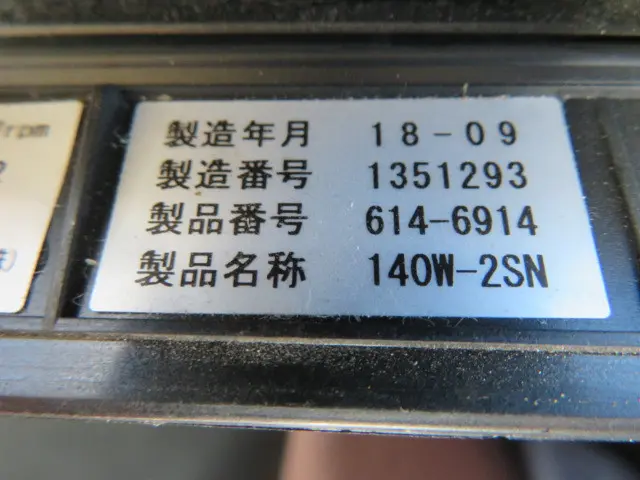 rpm
製造年月 18-09
製造番号 1351293
製品番号 614-6914
製品名称 140W-2SN